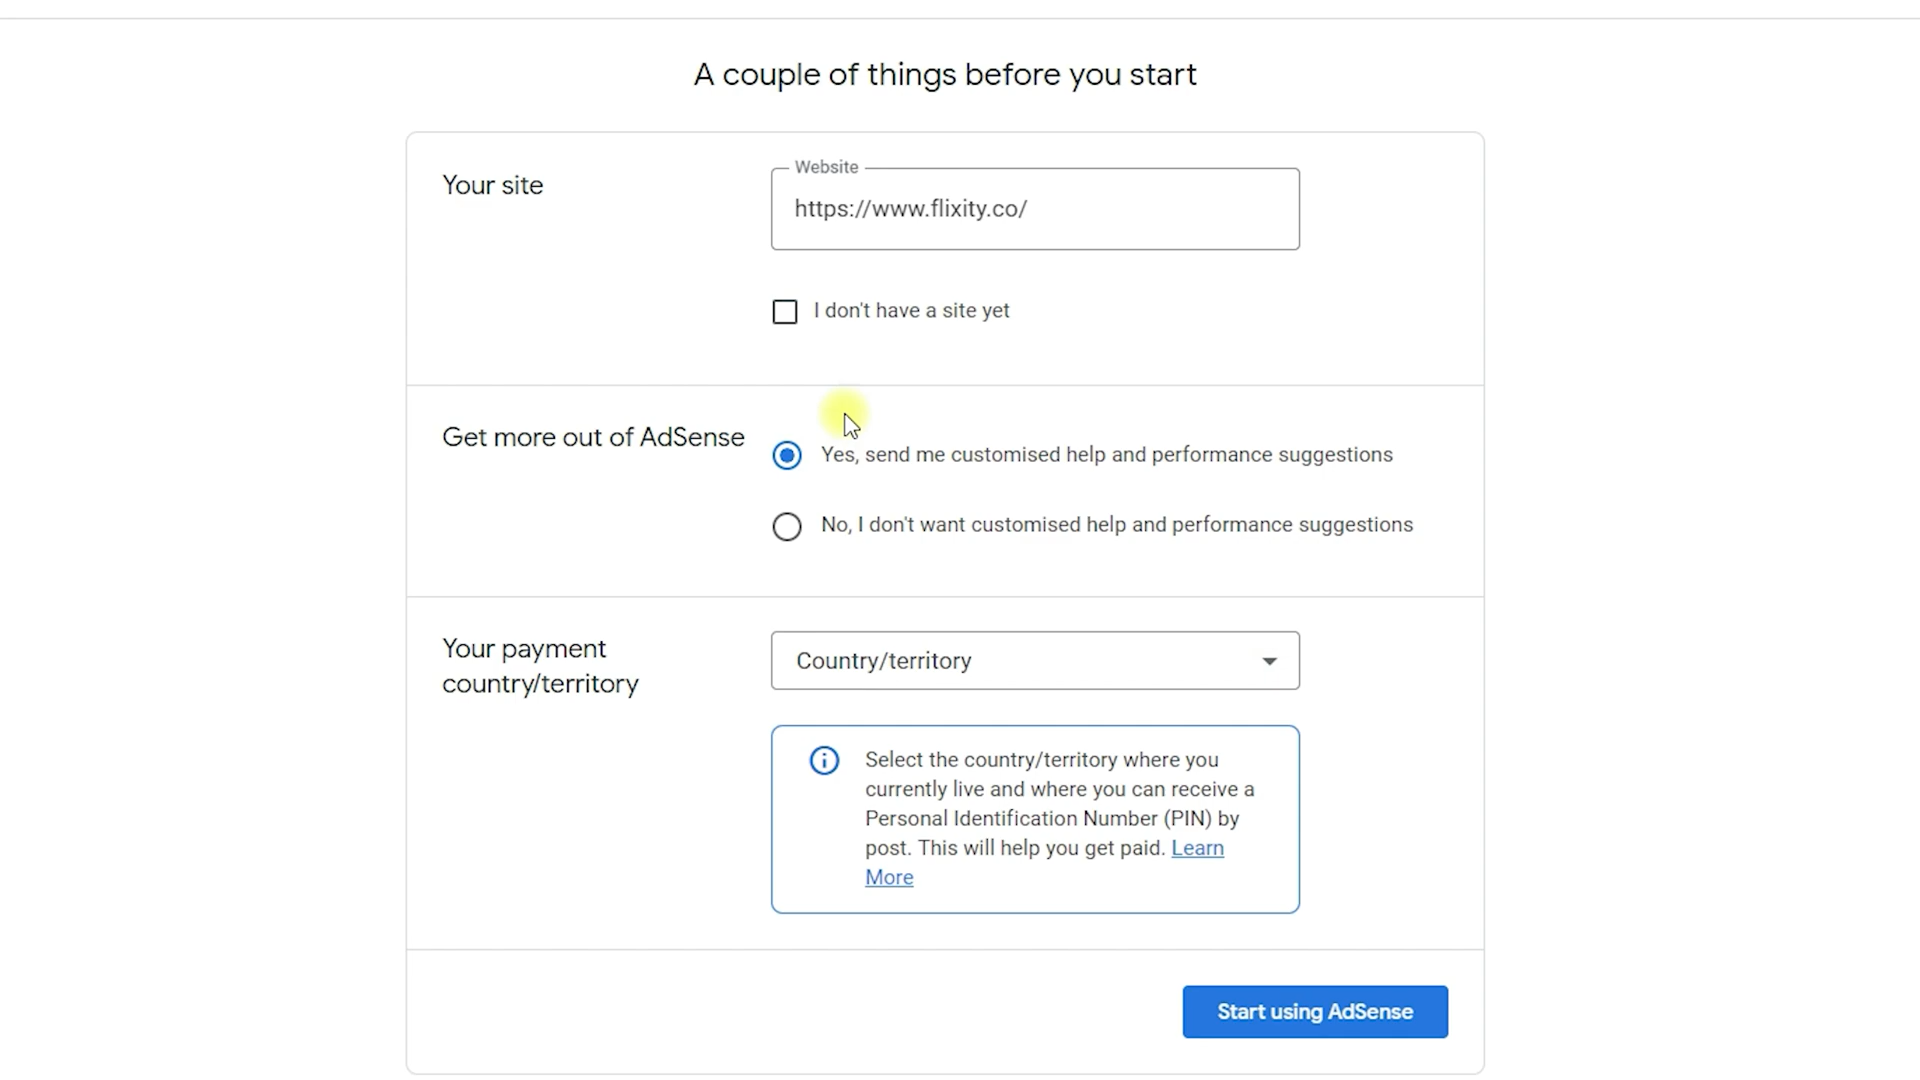 A couple of things before you start
Your site
Website
https://www.flixity.co/
I don't have a site yet
Get more out of AdSense
Yes, send me customised help and performance suggestions
No, I don't want customised help and performance suggestions
Your payment
country/territory
Country/territory
Select the country/territory where you
currently live and where you can receive a
Personal Identification Number (PIN) by
post. This will help you get paid. Learn
More
Start using AdSense